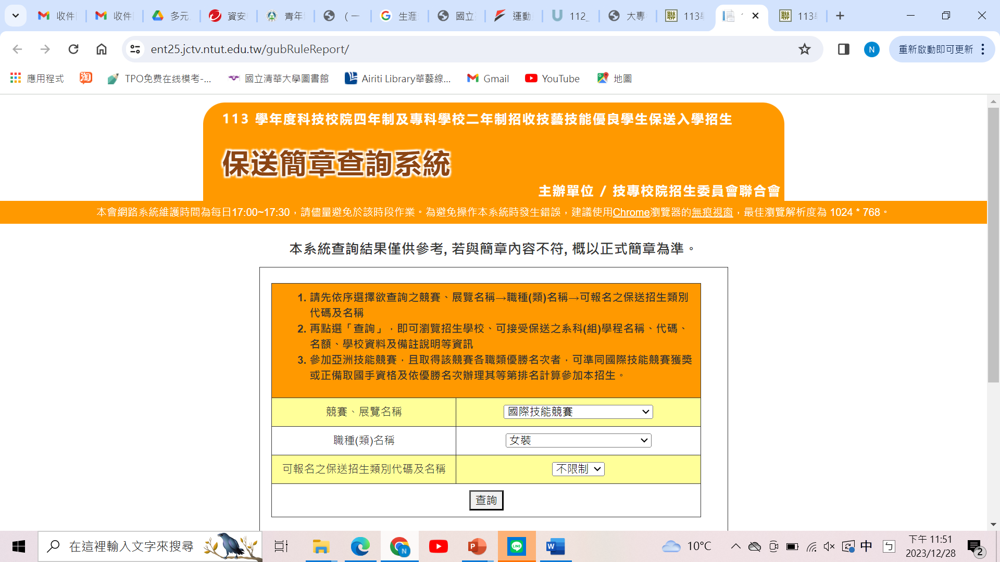 收件
收件
多元
資安
青年
(一
生涯
國立
運動
112_
大專
113
113
ent25.jctv.ntut.edu.tw/gubRuleReport/
N
重新啟動即可更新
應用程式
淘
TPO免费在线模考-...
國立清華大學圖書館
Airiti Library華藝線...
Gmail
YouTube
地圖
113 學年度科技校院四年制及專科學校二年制招收技藝技能優良學生保送入學招生
保送簡章查詢系統
主辦單位 / 技專校院招生委員會聯合會
本會網路系統維護時間為每日17:00~17:30，請儘量避免於該時段作業。為避免操作本系統時發生錯誤，建議使用Chrome瀏覽器的無痕視窗，最佳瀏覽解析度為 1024 * 768。
本系統查詢結果僅供參考, 若與簡章內容不符, 概以正式簡章為準。
1. 請先依序選擇欲查詢之競賽、展覽名稱→職種(類)名稱→可報名之保送招生類別
代碼及名稱
2. 再點選「查詢」，即可瀏覽招生學校、可接受保送之系科(組)學程名稱、代碼、
名額、學校資料及備註說明等資訊
3. 參加亞洲技能競賽，且取得該競賽各職類優勝名次者，可準同國際技能競賽獲獎
或正備取國手資格及依優勝名次辦理其等第排名計算參加本招生。
競賽、展覽名稱
國際技能競賽
職種(類)名稱
女裝
可報名之保送招生類別代碼及名稱
不限制
查詢
在這裡輸入文字來搜尋
10°C
中
ㄅ
下午 11:51
2023/12/28
2